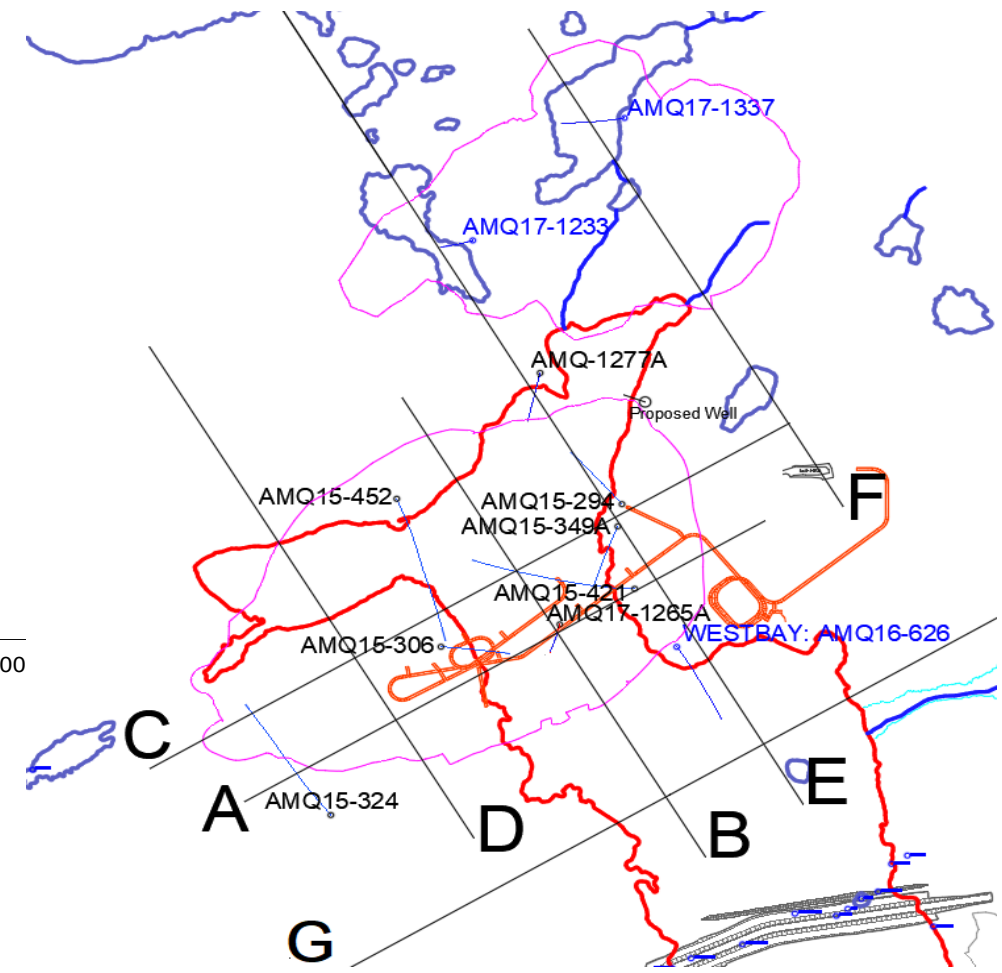 AMQ17-1337
AMQ17-1233
AMQ-1277A
Proposed Well
AMQ15-452
AMQ15-294
AMQ15-349A
F
AMQ15-421
AMQ17-1265A
WESTBAY: AMQ16-626
AMQ15-306
00
C
A
AMQ15-324
D
B
E
G